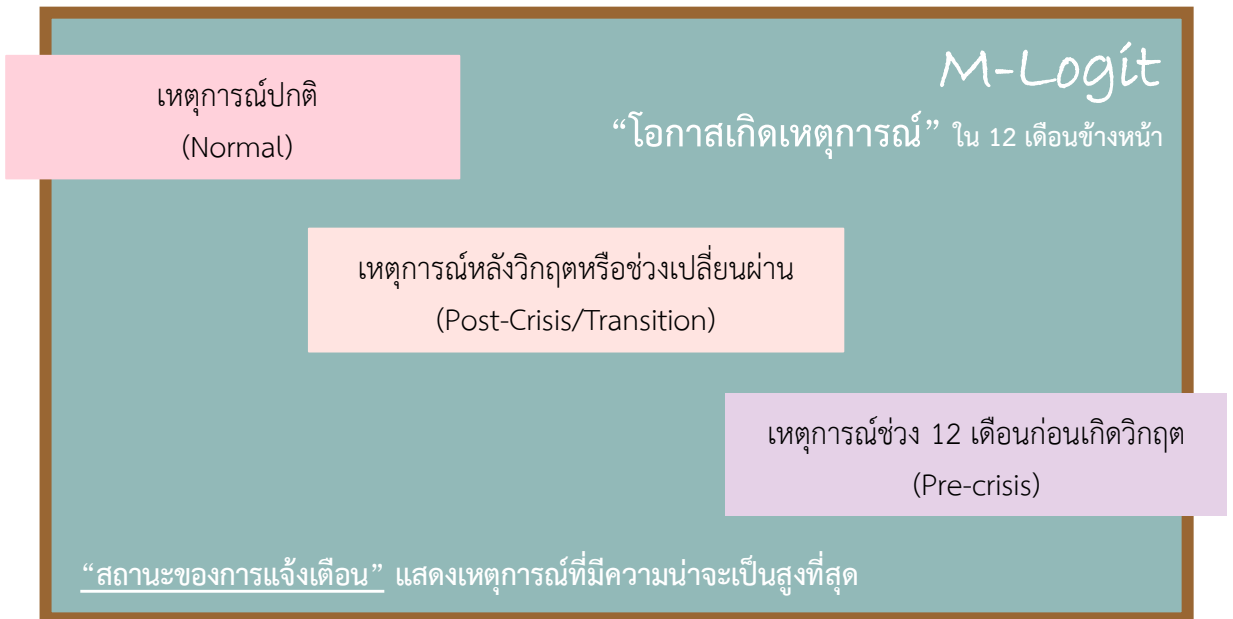 M-Logit
“โอกาสเกิดเหตุการณ์” ใน 12 เดือนข้างหน้า
เหตุการณ์ปกติ
(Normal)
เหตุการณ์หลังวิกฤตหรือช่วงเปลี่ยนผ่าน
(Post-Crisis/Transition)
เหตุการณ์ช่วง 12 เดือนก่อนเกิดวิกฤต
(Pre-crisis)
“สถานะของการแจ้งเตือน” แสดงเหตุการณ์ที่มีความน่าจะเป็นสูงที่สุด